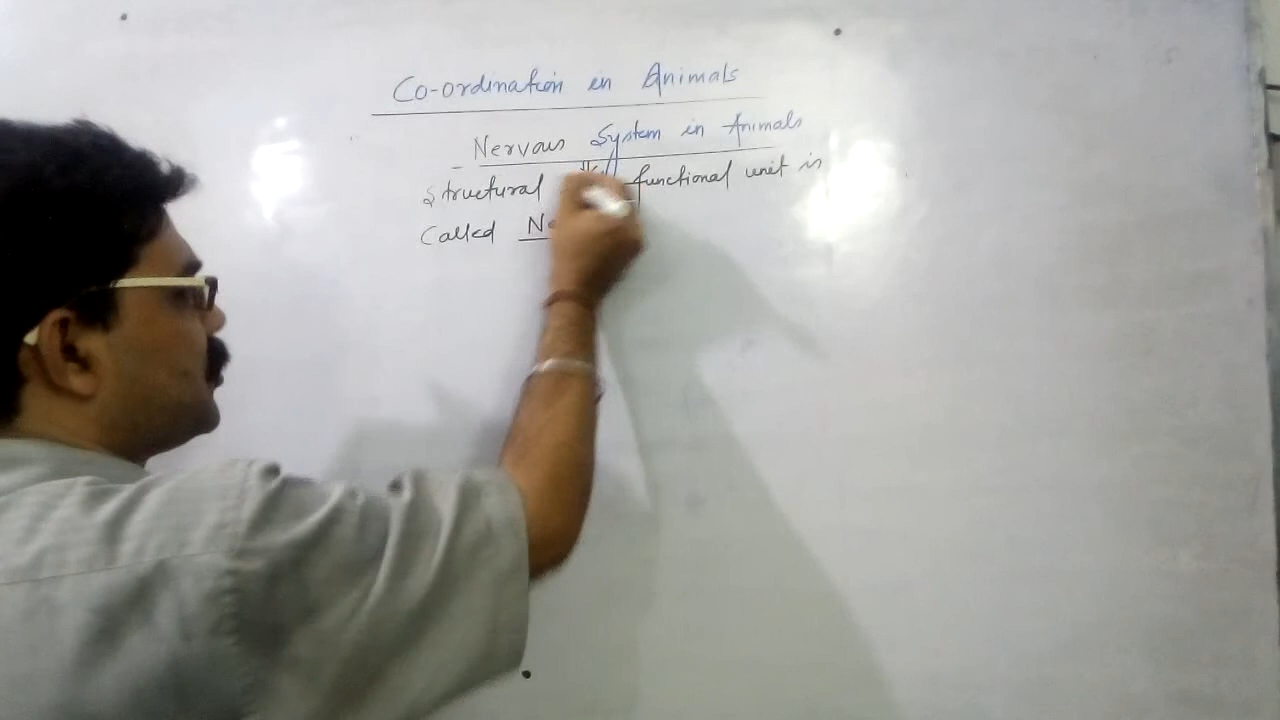 Co-ordination in Animals
Nervous System in Animals
Structural functional unit is
Called